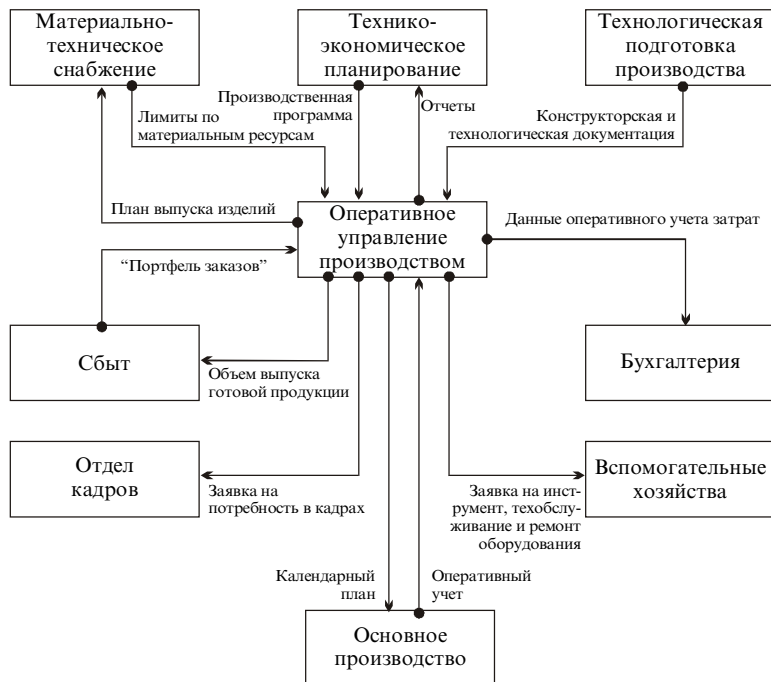 Материально-
техническое
снабжение
Технико-
экономическое
планирование
Технологическая
подготовка
производства
Производственная
программа
Отчеты
Лимиты по
материальным ресурсам
Конструкторская и
технологическая документация
План выпуска изделий
Оперативное
управление
производством
Данные оперативного учета затрат
“Портфель заказов”
Сбыт
Бухгалтерия
Объем выпуска
готовой продукции
Отдел
кадров
Вспомогательные
хозяйства
Заявка на
потребность в кадрах
Заявка на инст-
румент, техобслу-
живание и ремонт
оборудования
Календарный
план
Оперативный
учет
Основное
производство